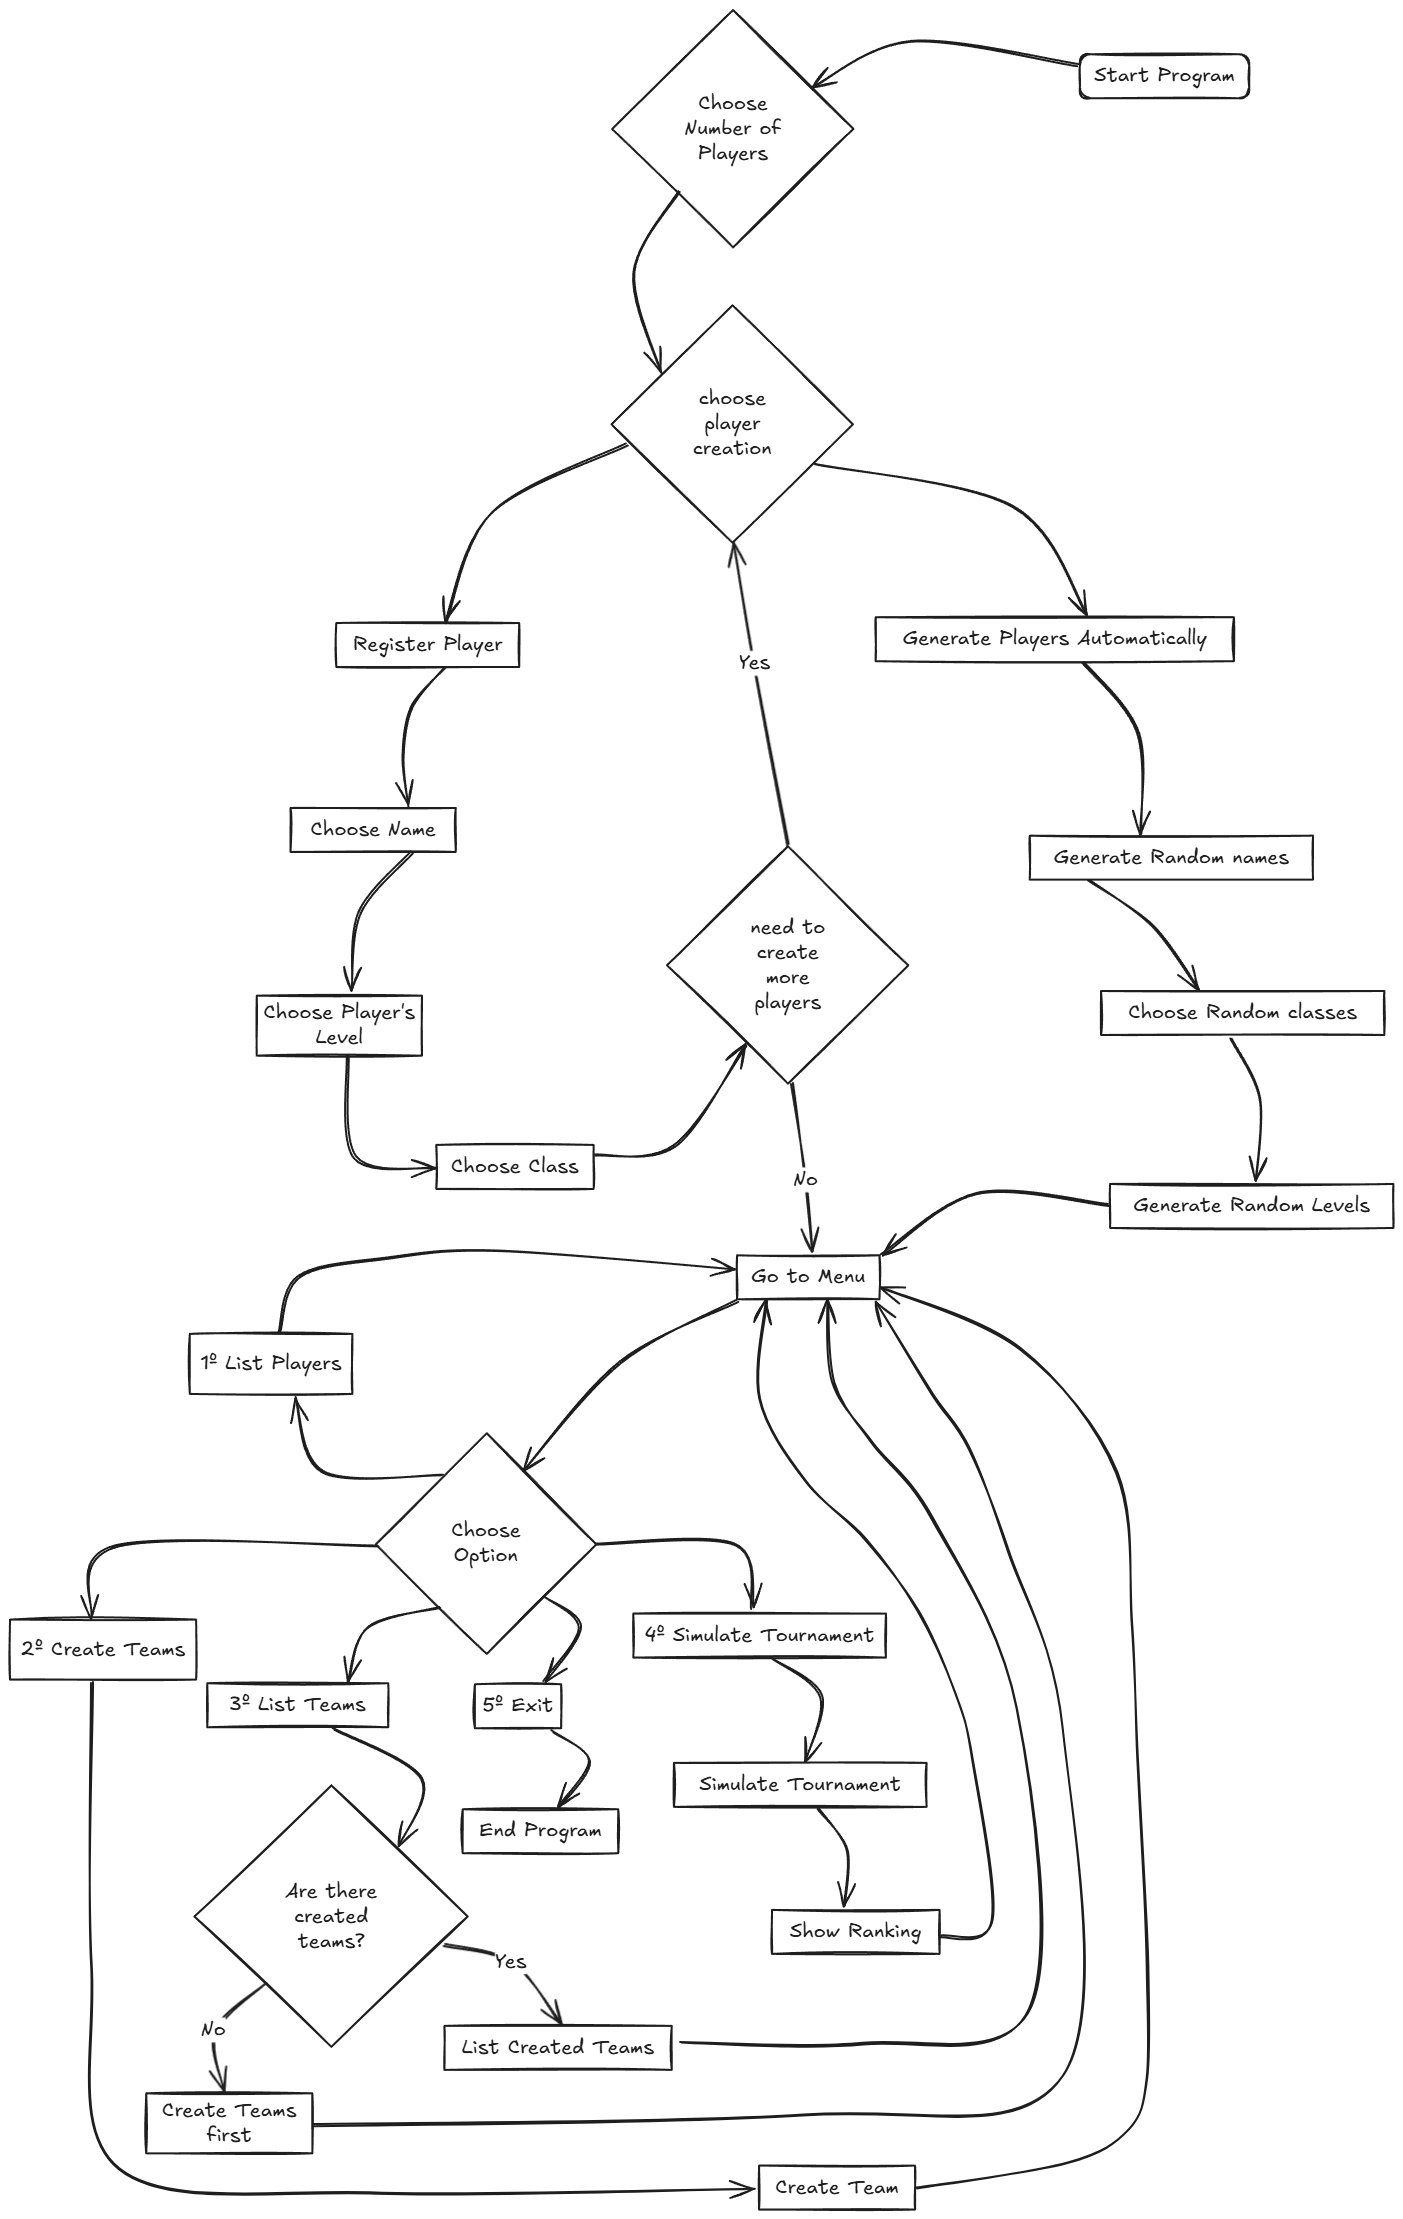 Start Program
Choose
Number of
Players
choose
player
creation
Register Player
Generate Players Automatically
Yes
Choose Name
Generate Random names
need to
create
more
players
Choose Player's
Level
Choose Random classes
Choose Class
No
Generate Random Levels
Go to Menu
1º List Players
Choose
Option
2º Create Teams
3º List Teams
5º Exit
4º Simulate Tournament
Simulate Tournament
End Program
Are there
created
teams?
Show Ranking
Yes
No
List Created Teams
Create Teams
first
Create Team